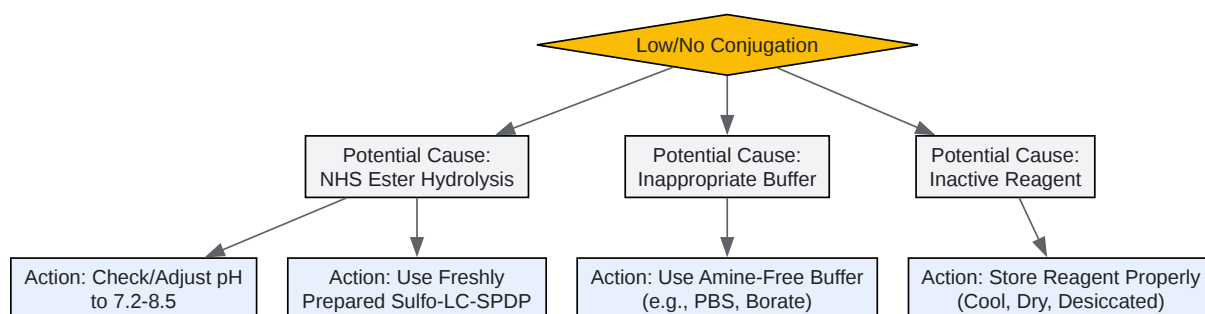 Low/No Conjugation
Potential Cause:
NHS Ester Hydrolysis
Potential Cause:
Inappropriate Buffer
Potential Cause:
Inactive Reagent
Action: Check/Adjust pH
to 7.2-8.5
Action: Use Freshly
Prepared Sulfo-LC-SPDP
Action: Use Amine-Free Buffer
(e.g., PBS, Borate)
Action: Store Reagent Properly
(Cool, Dry, Desiccated)